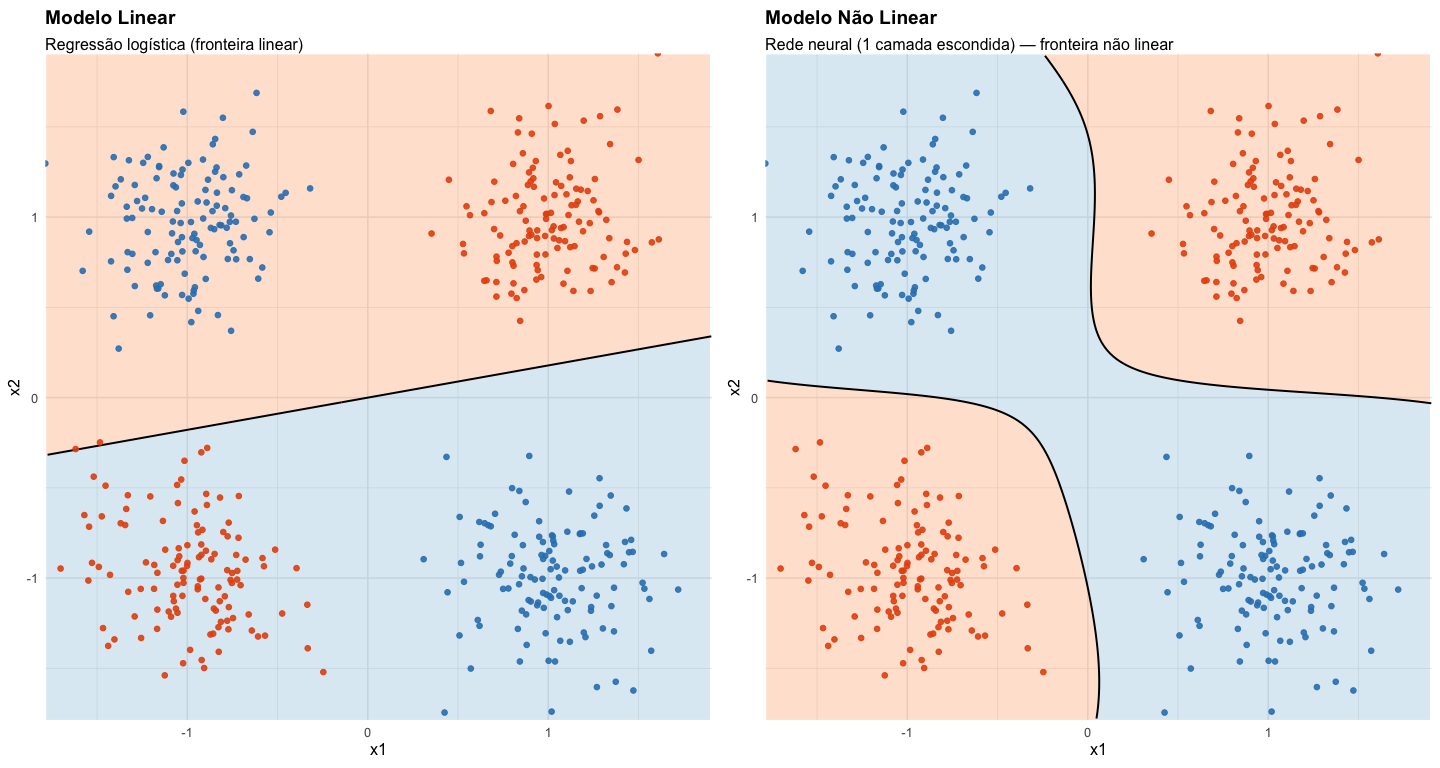 Modelo Linear
Regressão logística (fronteira linear)
x2
1
0
-1
-1
0
1
x1
Modelo Não Linear
Rede neural (1 camada escondida) — fronteira não linear
x2
1
0
-1
-1
0
1
x1